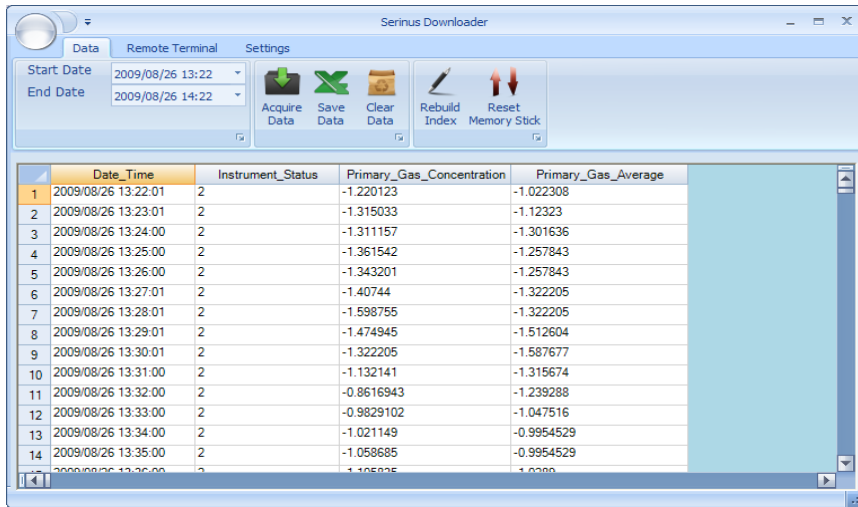 Serinus Downloader
Data Remote Terminal Settings
Start Date 2009/08/26 13:22
End Date 2009/08/26 14:22
Acquire Data Save Data Clear Data Rebuild Index Reset Memory Stick
Date_Time Instrument_Status Primary_Gas_Concentration Primary_Gas_Average
1 2009/08/26 13:22:01 2 -1.220123 -1.022308
2 2009/08/26 13:23:01 2 -1.315033 -1.12323
3 2009/08/26 13:24:00 2 -1.311157 -1.301636
4 2009/08/26 13:25:00 2 -1.361542 -1.257843
5 2009/08/26 13:26:00 2 -1.343201 -1.257843
6 2009/08/26 13:27:01 2 -1.40744 -1.322205
7 2009/08/26 13:28:01 2 -1.598755 -1.322205
8 2009/08/26 13:29:01 2 -1.474945 -1.512604
9 2009/08/26 13:30:01 2 -1.322205 -1.587677
10 2009/08/26 13:31:00 2 -1.132141 -1.315674
11 2009/08/26 13:32:00 2 -0.8616943 -1.239288
12 2009/08/26 13:33:00 2 -0.9829102 -1.047516
13 2009/08/26 13:34:00 2 -1.021149 -0.9954529
14 2009/08/26 13:35:00 2 -1.058685 -0.9954529